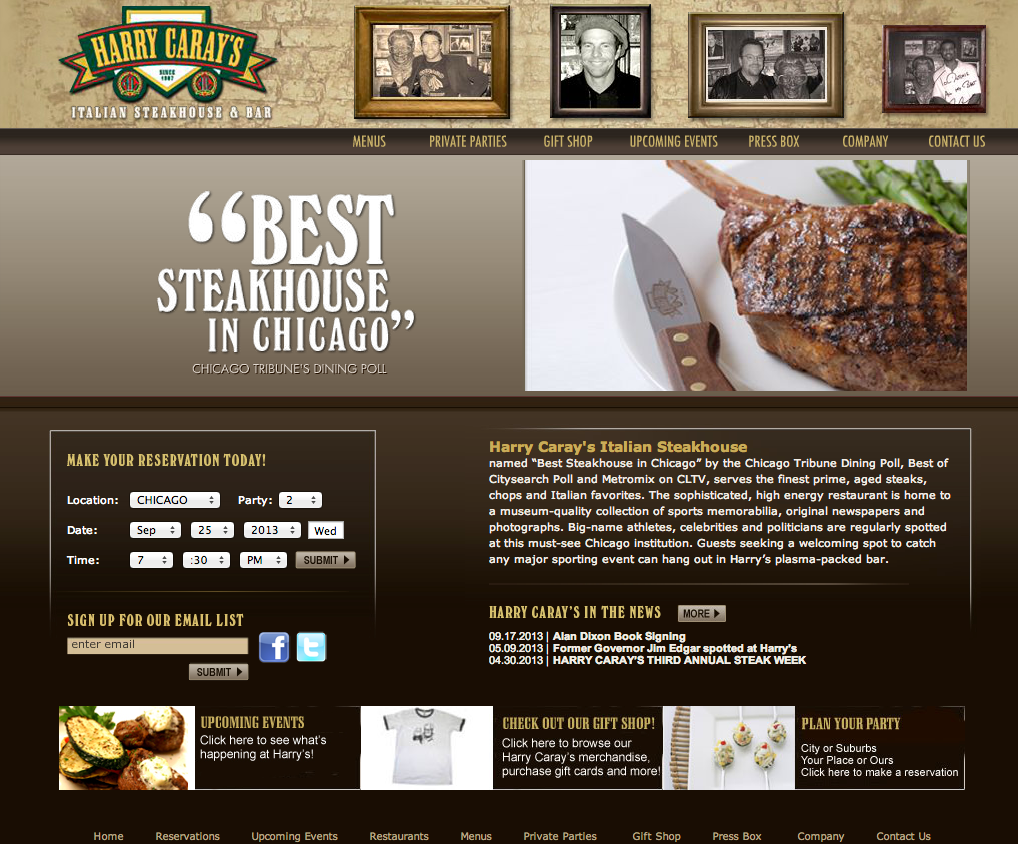 HARRY CARAY'S
SINCE
1987
ITALIAN STEAKHOUSE & BAR
MENUS
PRIVATE PARTIES
GIFT SHOP
UPCOMING EVENTS
PRESS BOX
COMPANY
CONTACT US
“BEST
STEAKHOUSE
IN CHICAGO”
CHICAGO TRIBUNE'S DINING POLL
MAKE YOUR RESERVATION TODAY!
Location: CHICAGO Party: 2
Date: Sep 25 2013 Wed
Time: 7 :30 PM SUBMIT
SIGN UP FOR OUR EMAIL LIST
enter email
SUBMIT
Harry Caray's Italian Steakhouse
named “Best Steakhouse in Chicago” by the Chicago Tribune Dining Poll, Best of
Citysearch Poll and Metromix on CLTV, serves the finest prime, aged steaks,
chops and Italian favorites. The sophisticated, high energy restaurant is home to
a museum-quality collection of sports memorabilia, original newspapers and
photographs. Big-name athletes, celebrities and politicians are regularly spotted
at this must-see Chicago institution. Guests seeking a welcoming spot to catch
any major sporting event can hang out in Harry’s plasma-packed bar.
HARRY CARAY'S IN THE NEWS MORE
09.17.2013 | Alan Dixon Book Signing
05.09.2013 | Former Governor Jim Edgar spotted at Harry's
04.30.2013 | HARRY CARAY'S THIRD ANNUAL STEAK WEEK
UPCOMING EVENTS
Click here to see what's
happening at Harry's!
CHECK OUT OUR GIFT SHOP!
Click here to browse our
Harry Caray's merchandise,
purchase gift cards and more!
PLAN YOUR PARTY
City or Suburbs
Your Place or Ours
Click here to make a reservation
Home
Reservations
Upcoming Events
Restaurants
Menus
Private Parties
Gift Shop
Press Box
Company
Contact Us